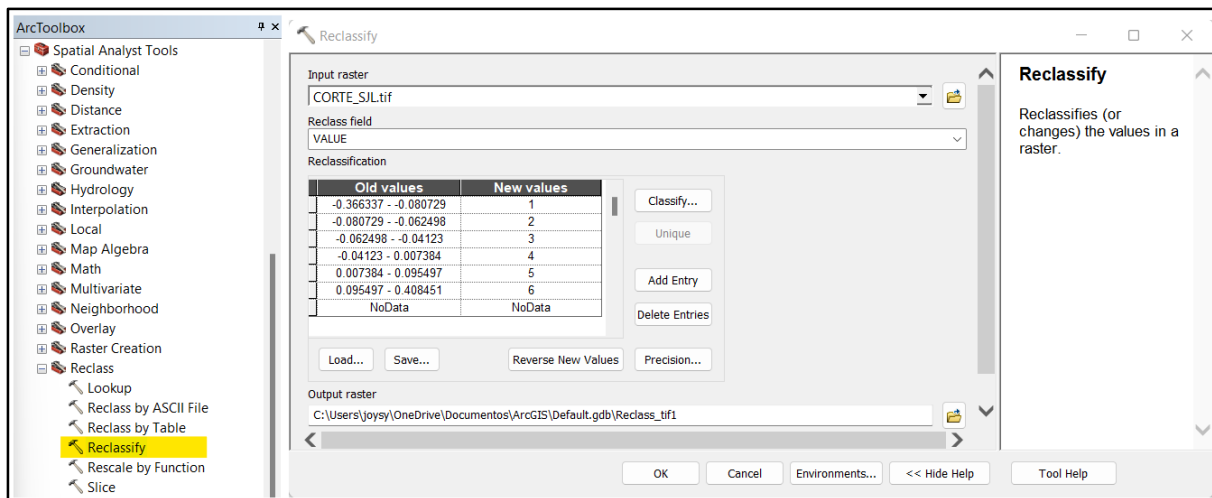 ArcToolbox
Spatial Analyst Tools
Conditional
Density
Distance
Extraction
Generalization
Groundwater
Hydrology
Interpolation
Local
Map Algebra
Math
Multivariate
Neighborhood
Overlay
Raster Creation
Reclass
Lookup
Reclass by ASCII File
Reclass by Table
Reclassify
Rescale by Function
Slice
Reclassify
Input raster
CORTE_SJL.tif
Reclass field
VALUE
Reclassification
Old values New values
-0.366337 - -0.080729 1
-0.080729 - -0.062498 2
-0.062498 - -0.04123 3
-0.04123 - 0.007384 4
0.007384 - 0.095497 5
0.095497 - 0.408451 6
NoData NoData
Classify...
Unique
Add Entry
Delete Entries
Load... Save... Reverse New Values Precision...
Output raster
C:\Users\joysy\OneDrive\Documentos\ArcGIS\Default.gdb\Reclass_tif1
OK Cancel Environments... << Hide Help Tool Help
Reclassify
Reclassifies (or
changes) the values in a
raster.